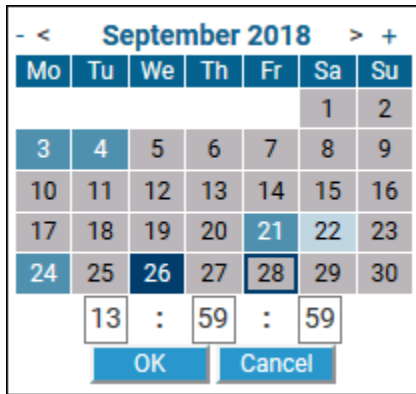 - < September 2018 > +
Mo Tu We Th Fr Sa Su
1 2
3 4 5 6 7 8 9
10 11 12 13 14 15 16
17 18 19 20 21 22 23
24 25 26 27 28 29 30
13 : 59 : 59
OK Cancel